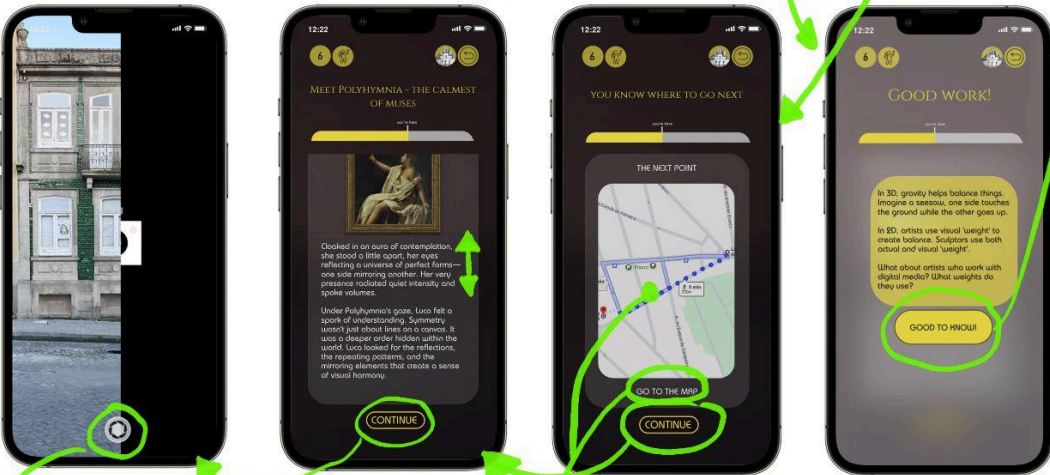 12:22
6
MEET POLYHYMNIA - THE CALMEST
OF MUSES
you're here
Cloaked in an aura of contemplation,
she stood a little apart, her eyes
reflecting a universe of perfect forms—
one side mirroring another. Her very
presence radiated quiet intensity and
spoke volumes.
Under Polyhymnia's gaze, Luca felt a
spark of understanding. Symmetry
wasn't just about lines on a canvas. It
was a deeper order hidden within the
world. Luca looked for the reflections,
the repeating patterns, and the
mirroring elements that create a sense
of visual harmony.
CONTINUE
12:22
6
YOU KNOW WHERE TO GO NEXT
you're here
THE NEXT POINT
5 min
GO TO THE MAP
CONTINUE
12:22
6
GOOD WORK!
you're here
In 3D, gravity helps balance things.
Imagine a seesaw, one side touches
the ground while the other goes up.
In 2D, artists use visual 'weight' to
create balance. Sculptors use both
actual and visual 'weight'.
What about artists who work with
digital media? What weights do
they use?
GOOD TO KNOW!